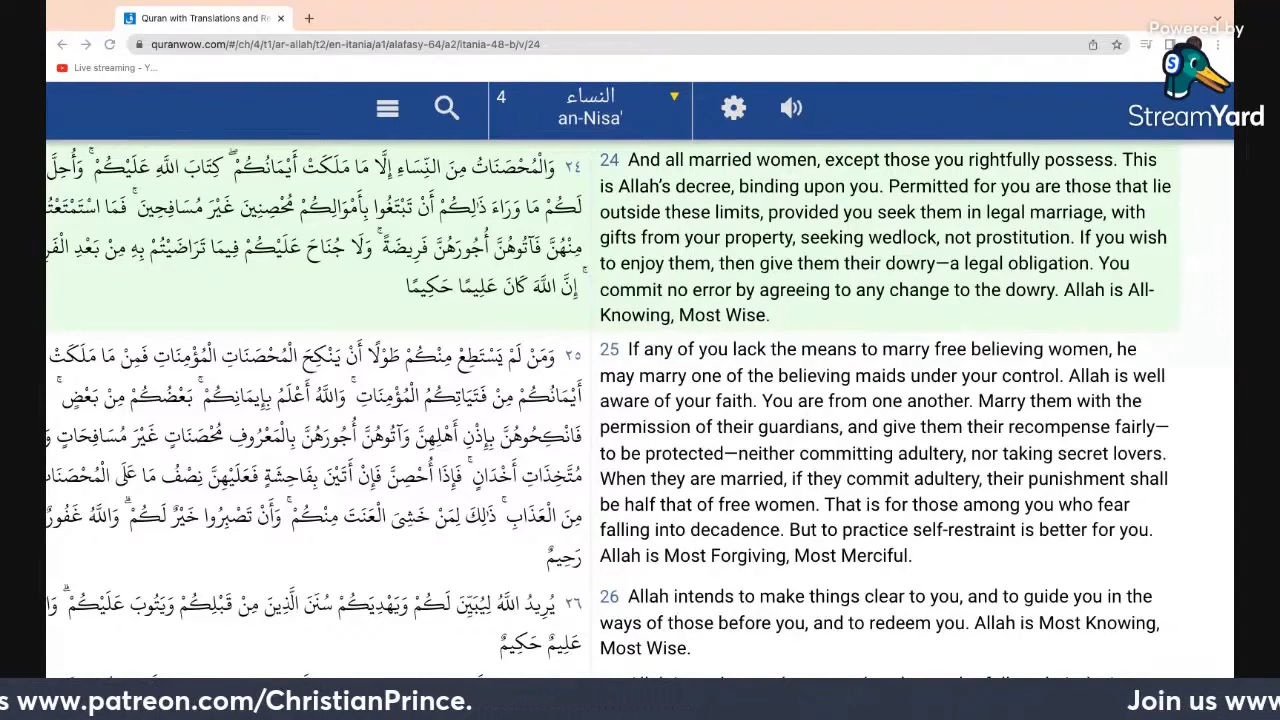 Quran with Translations and Re
Powered by
quranwow.com/#/ch/4/t1/ar-allah/t2/en-itania/a1/alafasy-64/a2/itania-48-b/v/24
Live streaming - Y...
StreamYard
4
النساء
an-Nisa'
٢٤ وَالْمُحْصَنَاتُ مِنَ النِّسَاءِ إِلَّا مَا مَلَكَتْ أَيْمَانُكُمْ ۖ كِتَابَ اللَّهِ عَلَيْكُمْ ۚ وَأُحِلَّ
لَكُمْ مَا وَرَاءَ ذَٰلِكُمْ أَنْ تَبْتَغُوا بِأَمْوَالِكُمْ مُحْصِنِينَ غَيْرَ مُسَافِحِينَ ۚ فَمَا اسْتَمْتَعْتُ
مِنْهُنَّ فَآتُوهُنَّ أُجُورَهُنَّ فَرِيضَةً ۚ وَلَا جُنَاحَ عَلَيْكُمْ فِيمَا تَرَاضَيْتُمْ بِهِ مِنْ بَعْدِ الْفَرِ
ۚ إِنَّ اللَّهَ كَانَ عَلِيمًا حَكِيمًا
24 And all married women, except those you rightfully possess. This
is Allah’s decree, binding upon you. Permitted for you are those that lie
outside these limits, provided you seek them in legal marriage, with
gifts from your property, seeking wedlock, not prostitution. If you wish
to enjoy them, then give them their dowry—a legal obligation. You
commit no error by agreeing to any change to the dowry. Allah is All-
Knowing, Most Wise.
٢٥ وَمَنْ لَمْ يَسْتَطِعْ مِنْكُمْ طَوْلًا أَنْ يَنْكِحَ الْمُحْصَنَاتِ الْمُؤْمِنَاتِ فَمِنْ مَا مَلَكَتْ
أَيْمَانُكُمْ مِنْ فَتَيَاتِكُمُ الْمُؤْمِنَاتِ ۚ وَاللَّهُ أَعْلَمُ بِإِيمَانِكُمْ ۚ بَعْضُكُمْ مِنْ بَعْضٍ ۚ
فَانْكِحُوهُنَّ بِإِذْنِ أَهْلِهِنَّ وَآتُوهُنَّ أُجُورَهُنَّ بِالْمَعْرُوفِ مُحْصَنَاتٍ غَيْرَ مُسَافِحَاتٍ وَ
مُتَّخِذَاتِ أَخْدَانٍ ۚ فَإِذَا أُحْصِنَّ فَإِنْ أَتَيْنَ بِفَاحِشَةٍ فَعَلَيْهِنَّ نِصْفُ مَا عَلَى الْمُحْصَنَا
مِنَ الْعَذَابِ ۚ ذَٰلِكَ لِمَنْ خَشِيَ الْعَنَتَ مِنْكُمْ ۚ وَأَنْ تَصْبِرُوا خَيْرٌ لَكُمْ ۗ وَاللَّهُ غَفُورٌ
رَحِيمٌ
25 If any of you lack the means to marry free believing women, he
may marry one of the believing maids under your control. Allah is well
aware of your faith. You are from one another. Marry them with the
permission of their guardians, and give them their recompense fairly—
to be protected—neither committing adultery, nor taking secret lovers.
When they are married, if they commit adultery, their punishment shall
be half that of free women. That is for those among you who fear
falling into decadence. But to practice self-restraint is better for you.
Allah is Most Forgiving, Most Merciful.
٢٦ يُرِيدُ اللَّهُ لِيُبَيِّنَ لَكُمْ وَيَهْدِيَكُمْ سُنَنَ الَّذِينَ مِنْ قَبْلِكُمْ وَيَتُوبَ عَلَيْكُمْ ۗ وَا
عَلِيمٌ حَكِيمٌ
26 Allah intends to make things clear to you, and to guide you in the
ways of those before you, and to redeem you. Allah is Most Knowing,
Most Wise.
s www.patreon.com/ChristianPrince. Join us www